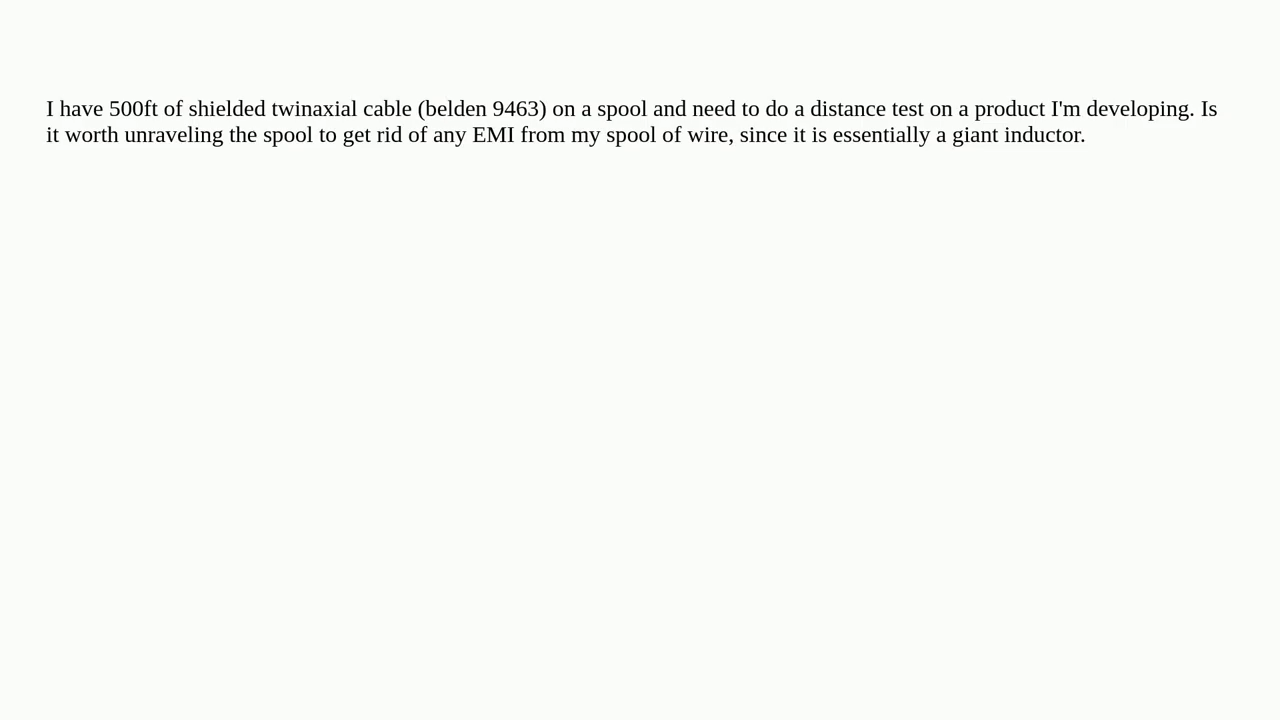 I have 500ft of shielded twinaxial cable (belden 9463) on a spool and need to do a distance test on a product I'm developing. Is
it worth unraveling the spool to get rid of any EMI from my spool of wire, since it is essentially a giant inductor.